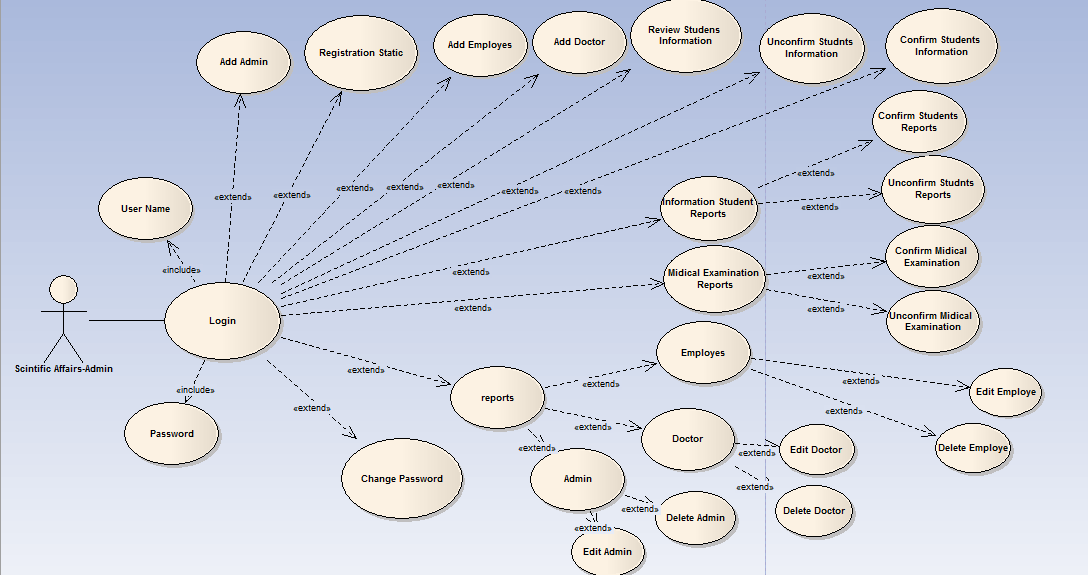 Add Admin
Registration Static
Add Employes
Add Doctor
Review Studens
Information
Unconfirm Studnts
Information
Confirm Students
Information
Confirm Students
Reports
«extend»
«extend»
«extend»
«extend»
«extend»
«extend»
«extend»
«extend»
«extend»
Unconfirm Studnts
Reports
User Name
Information Student
Reports
«include»
«extend»
Midical Examination
Reports
«extend»
Confirm Midical
Examination
«extend»
«extend»
Unconfirm Midical
Examination
Login
Scintific Affairs-Admin
«include»
«extend»
Employes
«extend»
«extend»
Edit Employe
reports
«extend»
«extend»
«extend»
Password
Doctor
Delete Employe
«extend»
«extend»
Edit Doctor
Change Password
Admin
«extend»
«extend»
Delete Doctor
Delete Admin
«extend»
Edit Admin